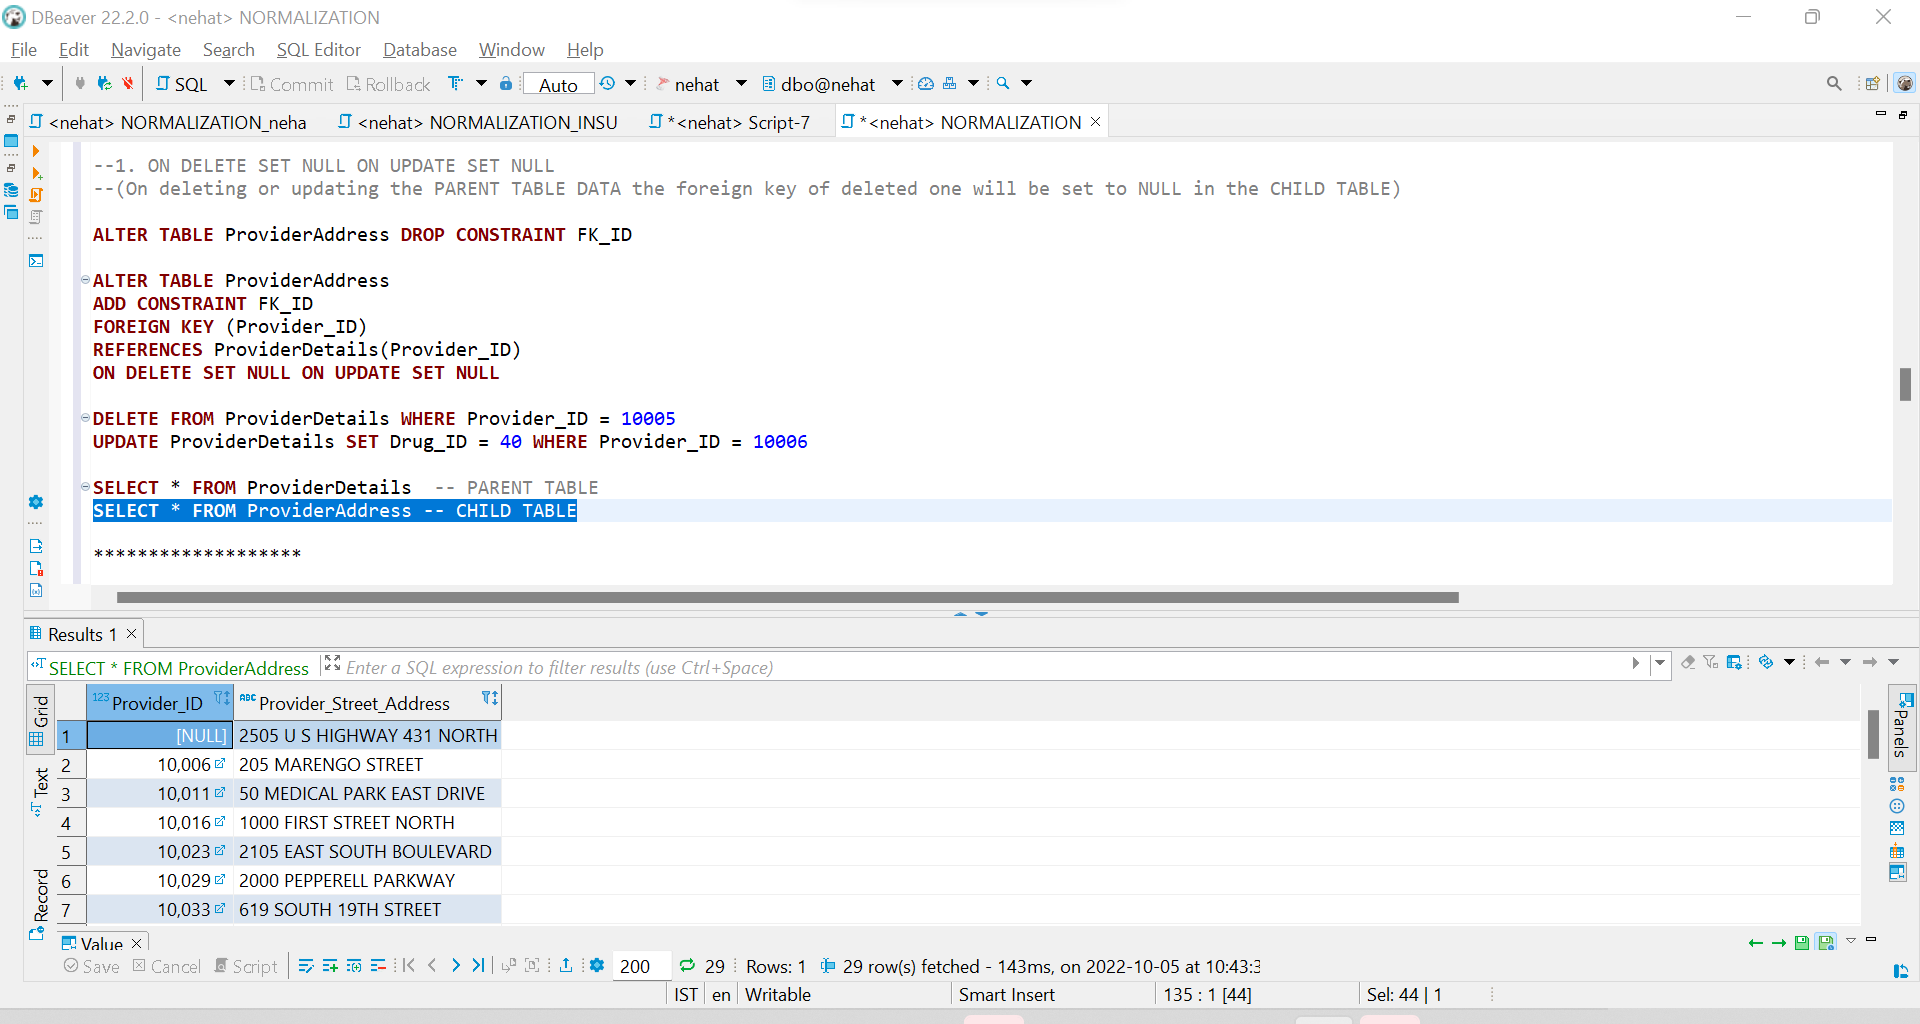 DBeaver 22.2.0 - <nehat> NORMALIZATION
File Edit Navigate Search SQL Editor Database Window Help
SQL Commit Rollback Auto nehat dbo@nehat
<nehat> NORMALIZATION_neha <nehat> NORMALIZATION_INSU *<nehat> Script-7 *<nehat> NORMALIZATION
--1. ON DELETE SET NULL ON UPDATE SET NULL
--(On deleting or updating the PARENT TABLE DATA the foreign key of deleted one will be set to NULL in the CHILD TABLE)
ALTER TABLE ProviderAddress DROP CONSTRAINT FK_ID
ALTER TABLE ProviderAddress
ADD CONSTRAINT FK_ID
FOREIGN KEY (Provider_ID)
REFERENCES ProviderDetails(Provider_ID)
ON DELETE SET NULL ON UPDATE SET NULL
DELETE FROM ProviderDetails WHERE Provider_ID = 10005
UPDATE ProviderDetails SET Drug_ID = 40 WHERE Provider_ID = 10006
SELECT * FROM ProviderDetails -- PARENT TABLE
SELECT * FROM ProviderAddress -- CHILD TABLE
*******************
Results 1
SELECT * FROM ProviderAddress Enter a SQL expression to filter results (use Ctrl+Space)
Grid
Text
Record
123 Provider_ID ABC Provider_Street_Address
1 [NULL] 2505 U S HIGHWAY 431 NORTH
2 10,006 205 MARENGO STREET
3 10,011 50 MEDICAL PARK EAST DRIVE
4 10,016 1000 FIRST STREET NORTH
5 10,023 2105 EAST SOUTH BOULEVARD
6 10,029 2000 PEPPERELL PARKWAY
7 10,033 619 SOUTH 19TH STREET
Panels
Value
Save Cancel Script 200 29 Rows: 1 29 row(s) fetched - 143ms, on 2022-10-05 at 10:43:3
IST en Writable Smart Insert 135 : 1 [44] Sel: 44 | 1